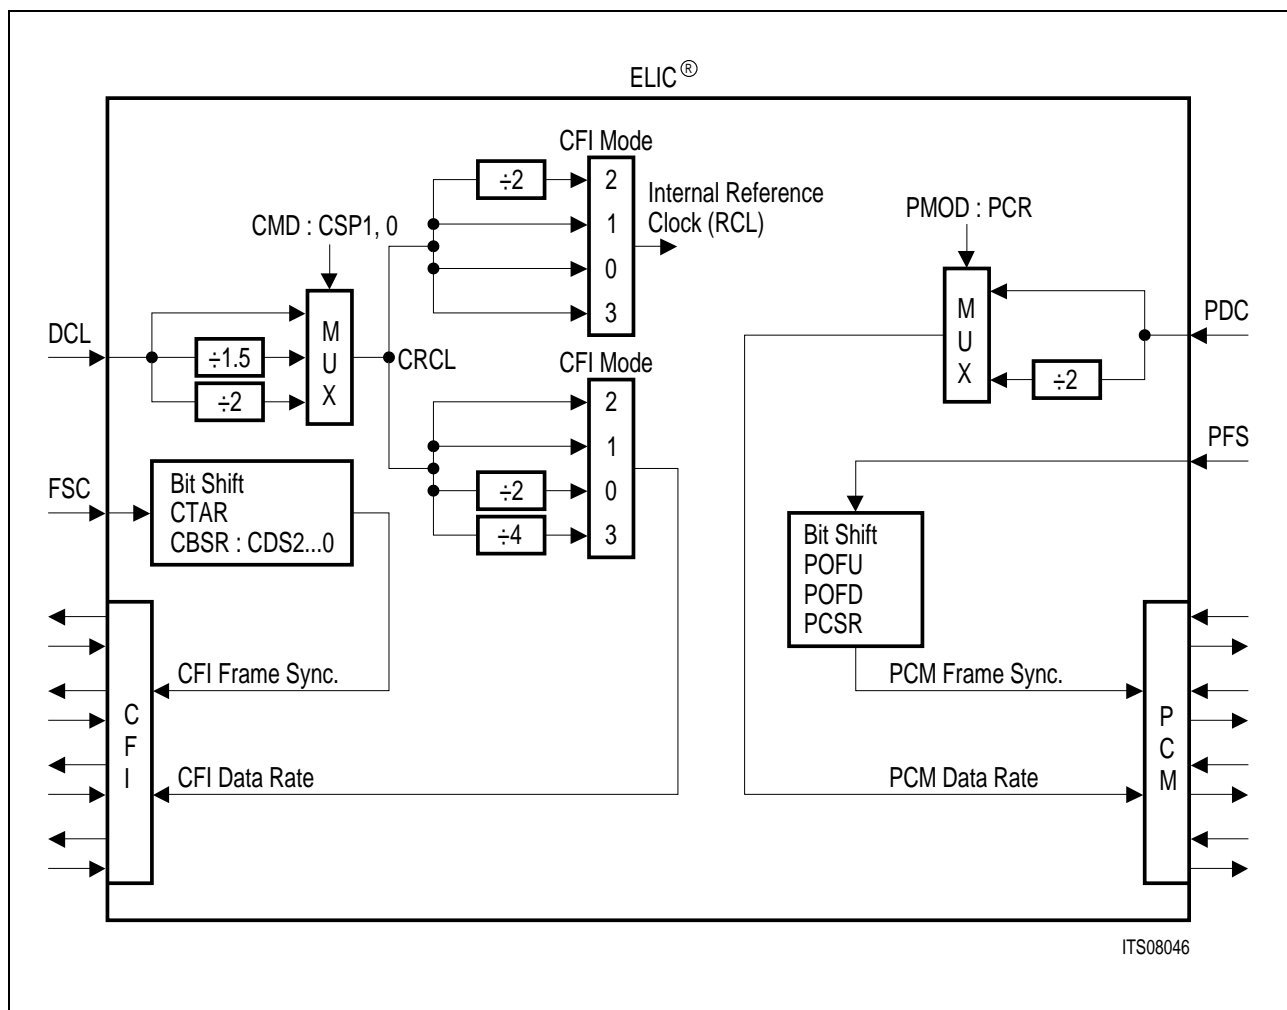 ELIC®
CFI Mode
÷2
2
1
0
3
Internal Reference
Clock (RCL)
CMD : CSP1, 0
DCL
÷1.5
÷2
M
U
X
CRCL
CFI Mode
2
1
÷2
0
÷4
3
FSC
Bit Shift
CTAR
CBSR : CDS2...0
CFI Frame Sync.
CFI Data Rate
C
F
I
PMOD : PCR
M
U
X
÷2
PDC
PFS
Bit Shift
POFU
POFD
PCSR
PCM Frame Sync.
PCM Data Rate
P
C
M
ITS08046